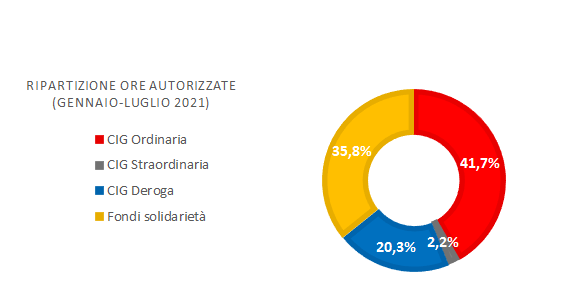 RIPARTIZIONE ORE AUTORIZZATE
(GENNAIO-LUGLIO 2021)
CIG Ordinaria
CIG Straordinaria
CIG Deroga
Fondi solidarietà
35,8%
41,7%
2,2%
20,3%